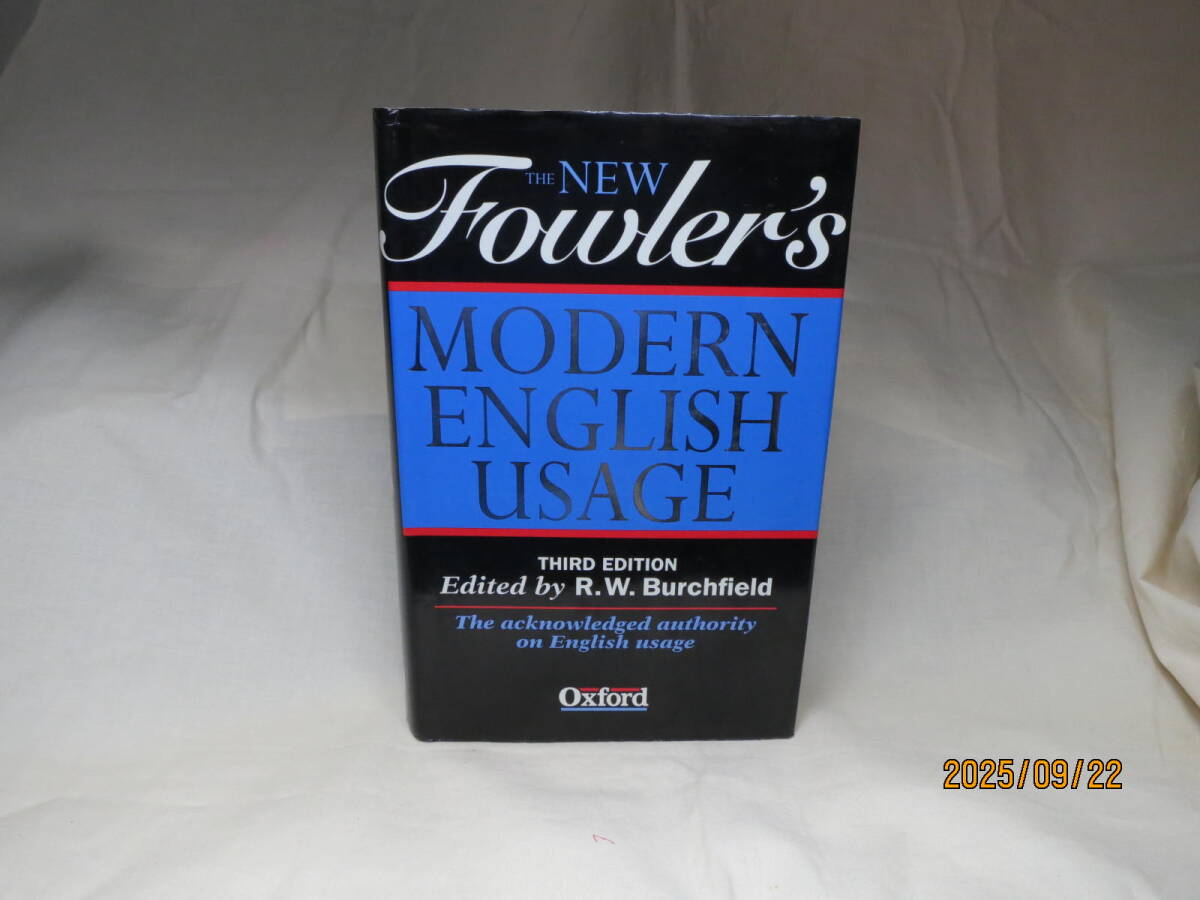 THE NEW
Fowler's
MODERN
ENGLISH
USAGE
THIRD EDITION
Edited by R.W. Burchfield
The acknowledged authority
on English usage
Oxford
2025/09/22